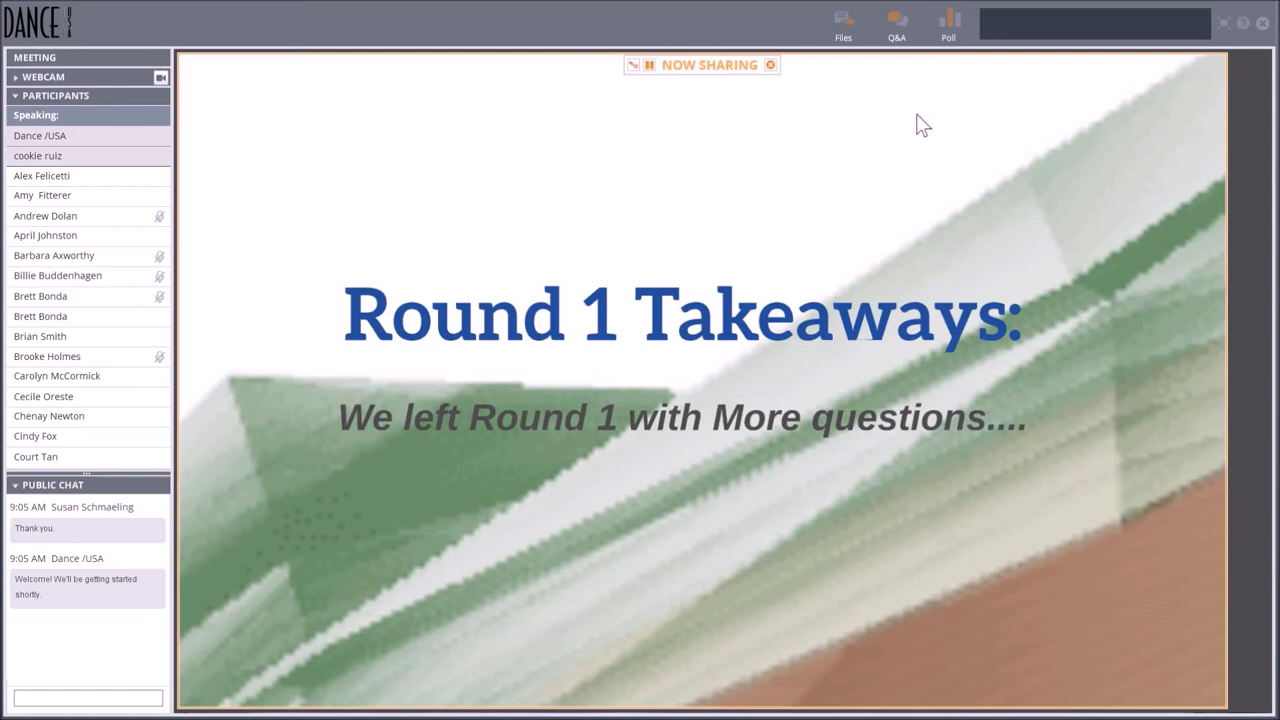 DANCE USA
Files
Q&A
Poll
MEETING
WEBCAM
PARTICIPANTS
Speaking:
Dance /USA
cookie ruiz
Alex Felicetti
Amy Fitterer
Andrew Dolan
April Johnston
Barbara Axworthy
Billie Buddenhagen
Brett Bonda
Brett Bonda
Brian Smith
Brooke Holmes
Carolyn McCormick
Cecile Oreste
Chenay Newton
Cindy Fox
Court Tan
PUBLIC CHAT
9:05 AM Susan Schmaeling
Thank you.
9:05 AM Dance /USA
Welcome! We'll be getting started
shortly.
NOW SHARING
Round 1 Takeaways:
We left Round 1 with More questions....